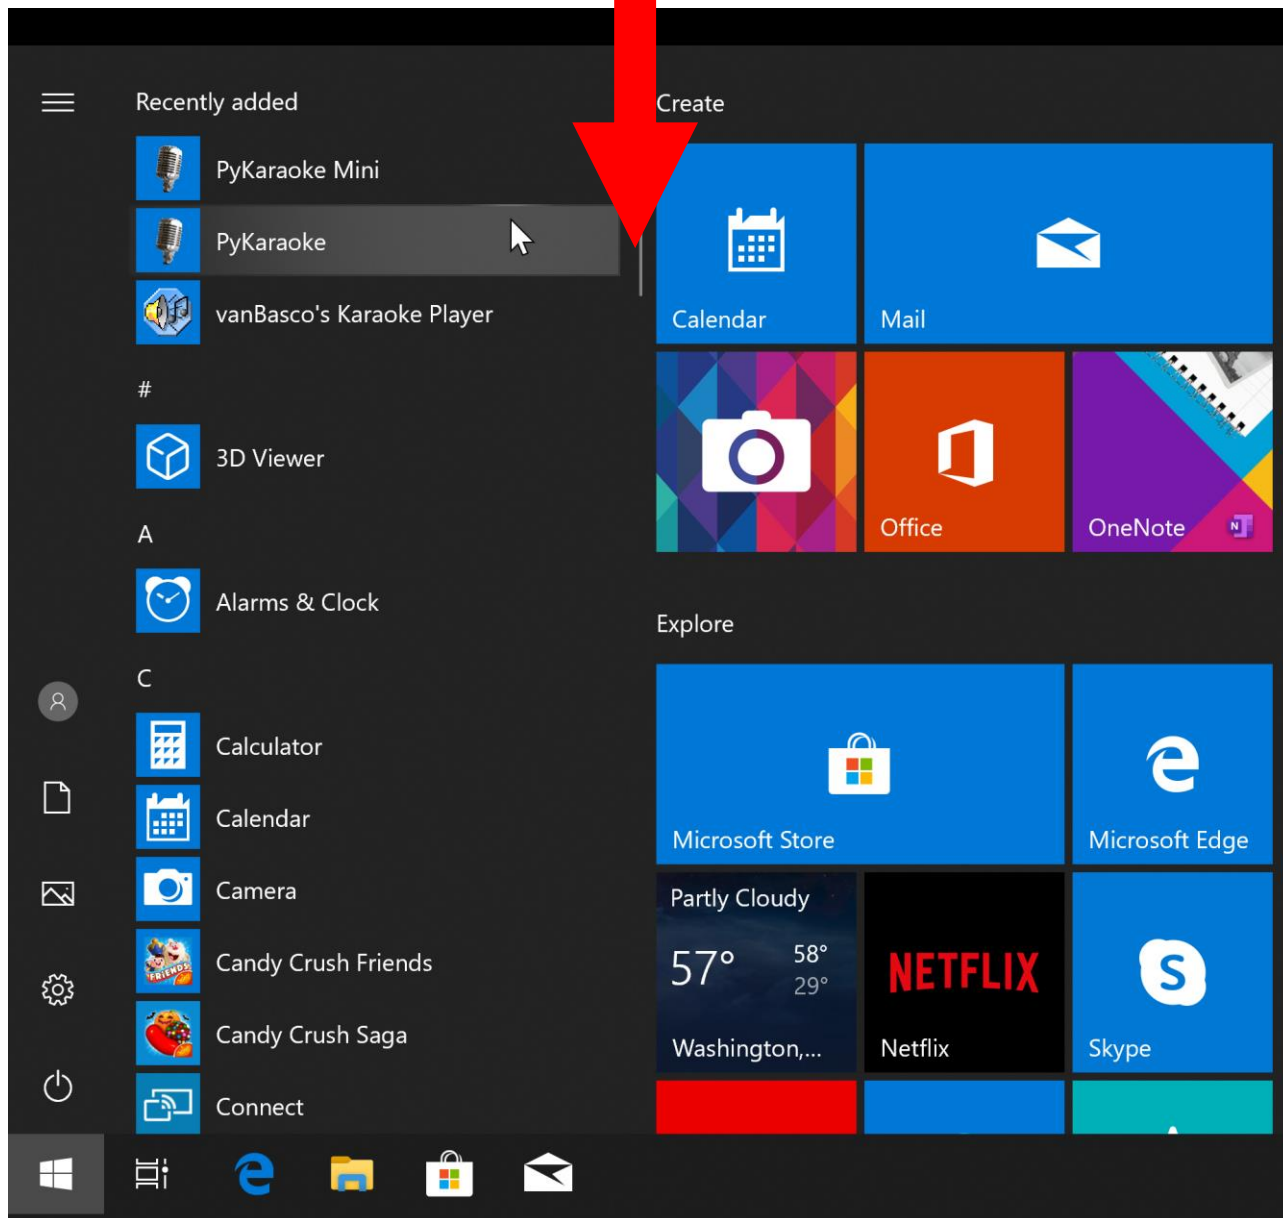 Recently added
PyKaraoke Mini
PyKaraoke
vanBasco's Karaoke Player
#
3D Viewer
A
Alarms & Clock
C
Calculator
Calendar
Camera
FRIENDS
Candy Crush Friends
Candy Crush Saga
Connect
Create
Calendar
Mail
Office
OneNote
N
Explore
Microsoft Store
Microsoft Edge
Partly Cloudy
57° 58°
29°
Washington,...
NETFLIX
Netflix
S
Skype